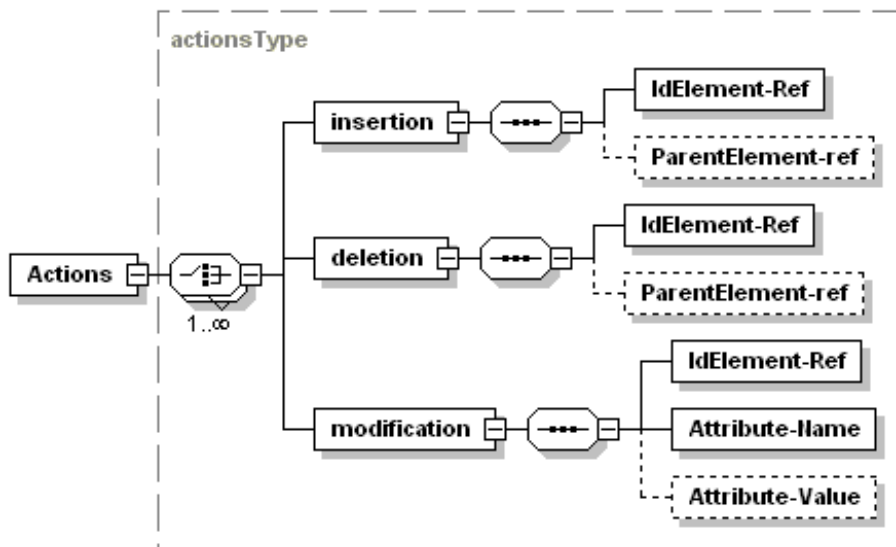 actionsType
IdElement-Ref
insertion
ParentElement-ref
IdElement-Ref
deletion
Actions
ParentElement-ref
1..∞
IdElement-Ref
modification
Attribute-Name
Attribute-Value